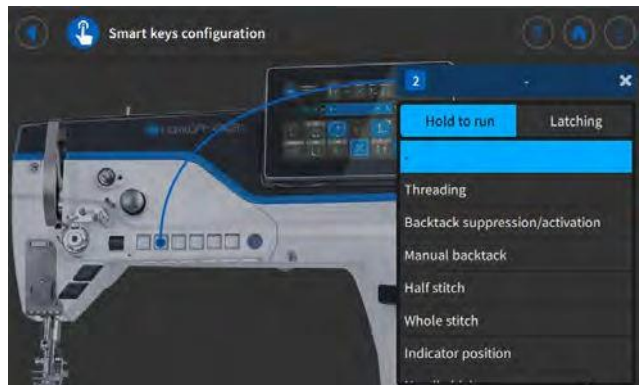 Smart keys configuration
2 -
Hold to run Latching
-
Threading
Backtack suppression/activation
Manual backtack
Half stitch
Whole stitch
Indicator position